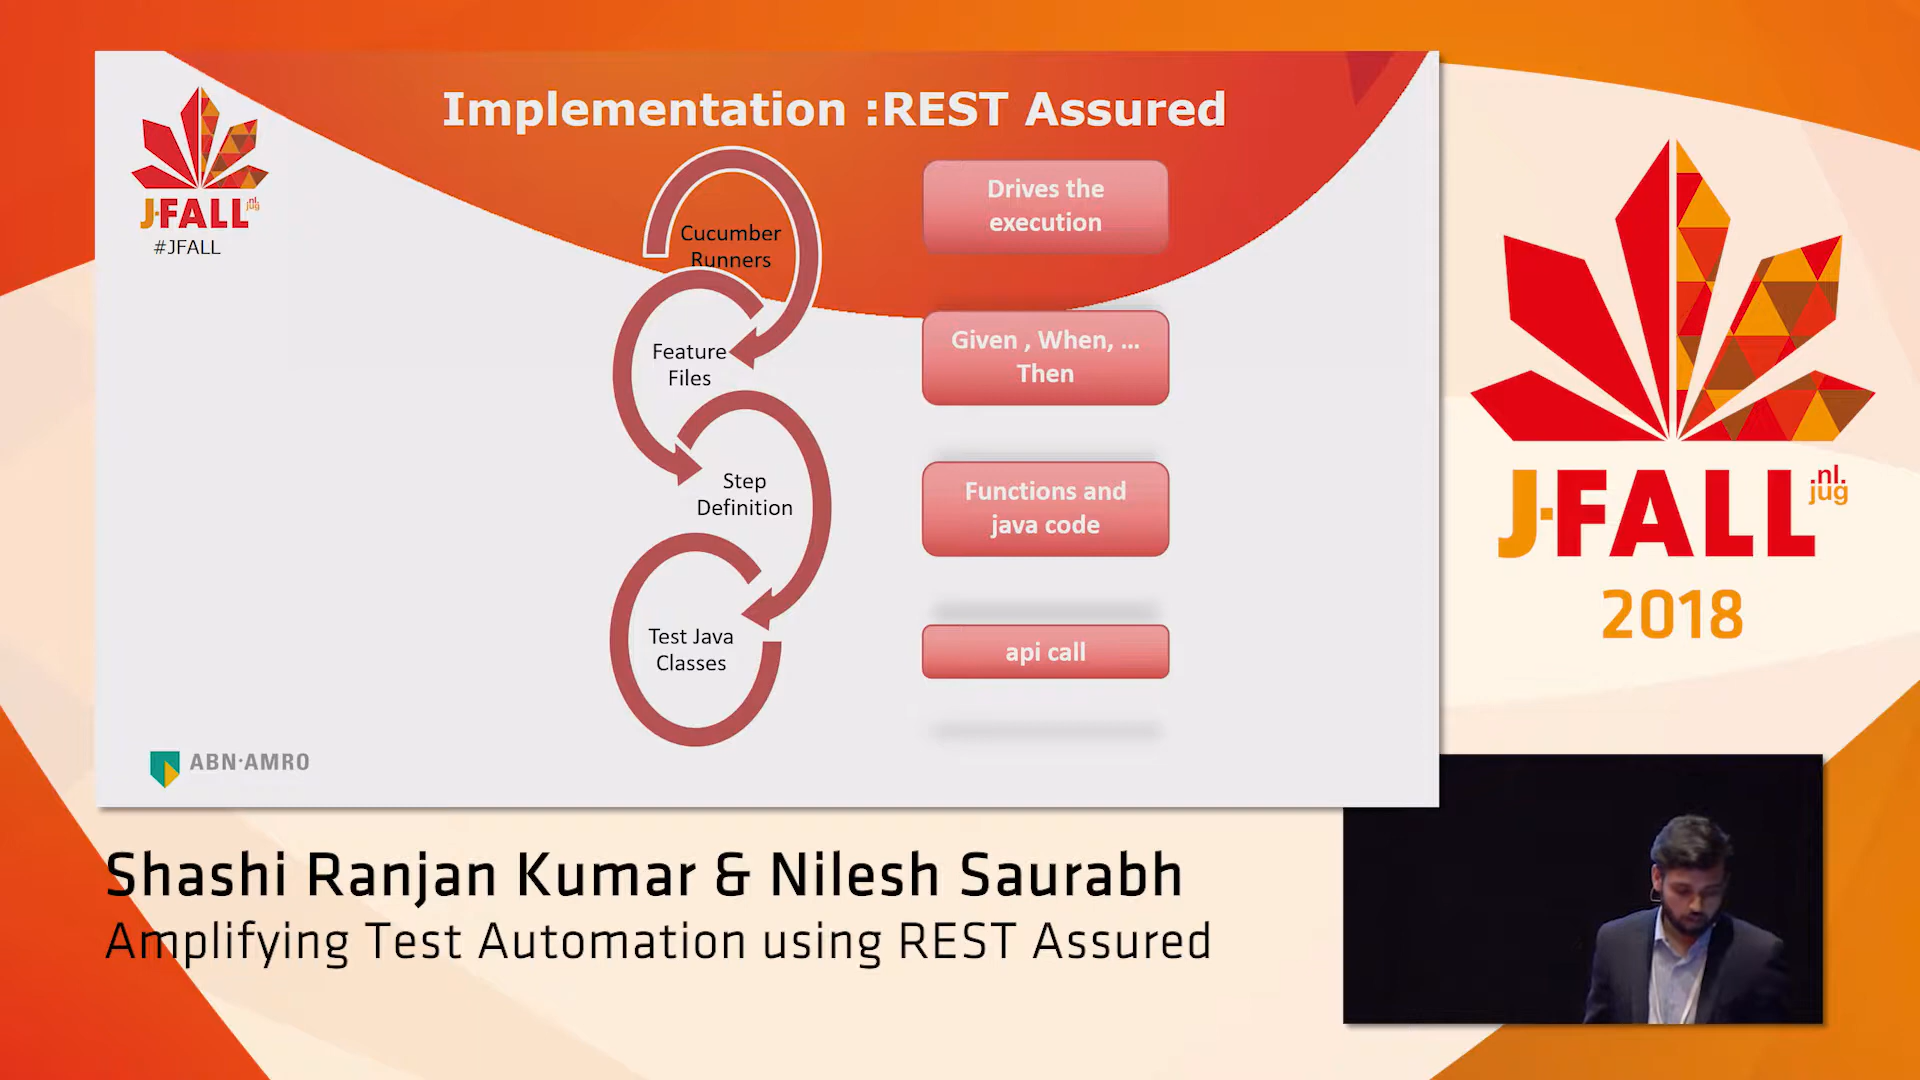 Implementation :REST Assured
J·FALL
.nl.
jug
#JFALL
Cucumber
Runners
Drives the
execution
Feature
Files
Given , When, ...
Then
Step
Definition
Functions and
java code
Test Java
Classes
api call
ABN·AMRO
J·FALL
.nl.
jug
2018
Shashi Ranjan Kumar & Nilesh Saurabh
Amplifying Test Automation using REST Assured